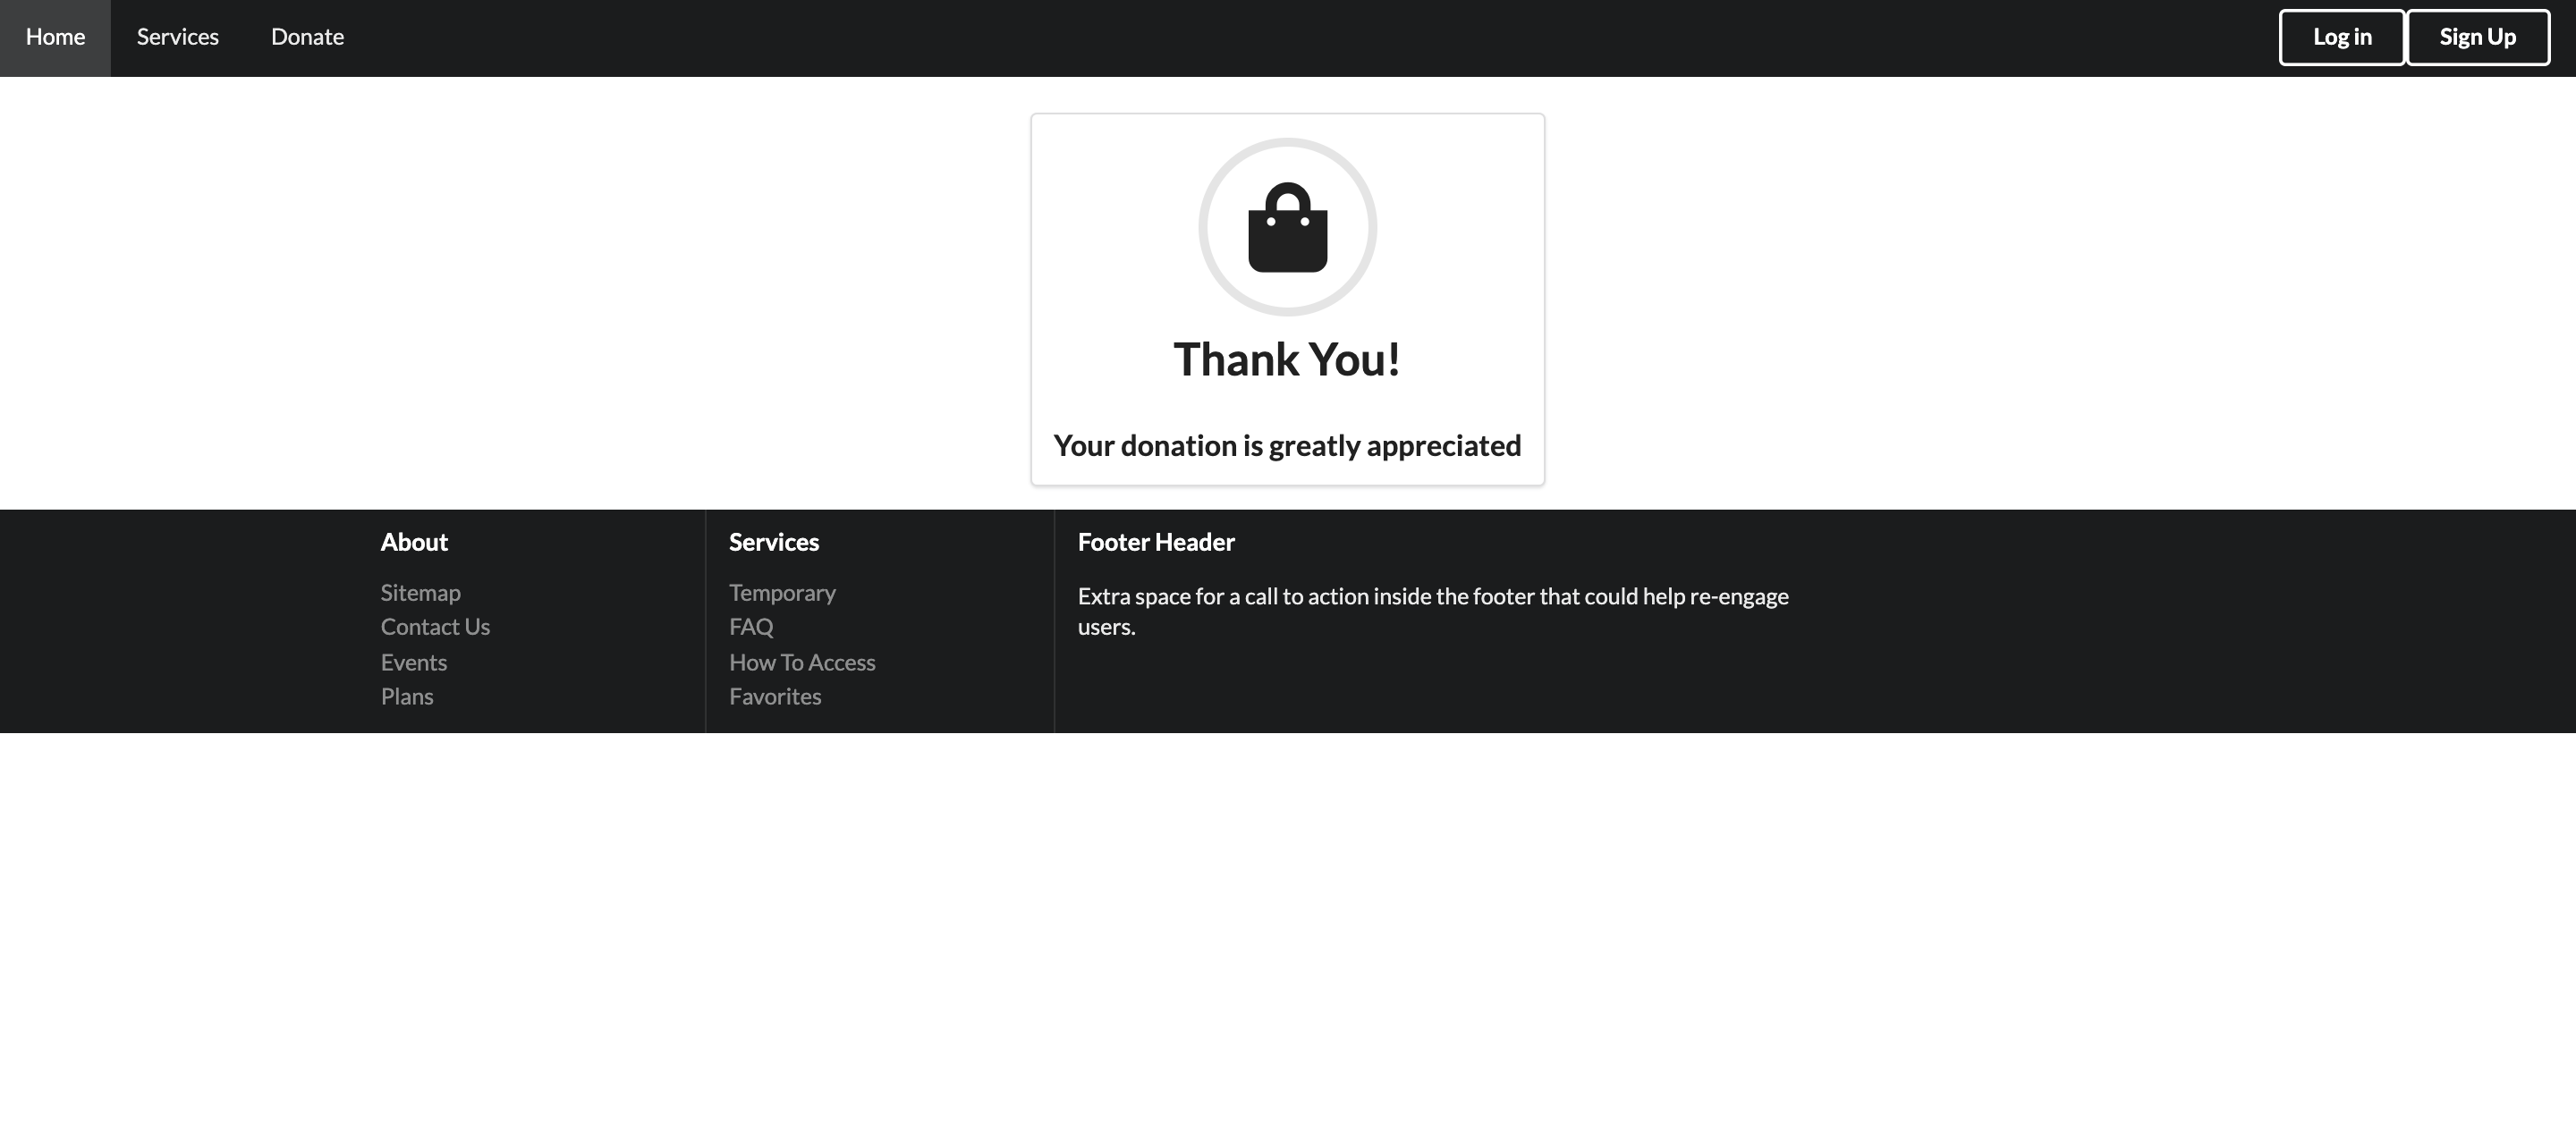 Home
Services
Donate
Log in
Sign Up
Thank You!
Your donation is greatly appreciated
About
Sitemap
Contact Us
Events
Plans
Services
Temporary
FAQ
How To Access
Favorites
Footer Header
Extra space for a call to action inside the footer that could help re-engage
users.